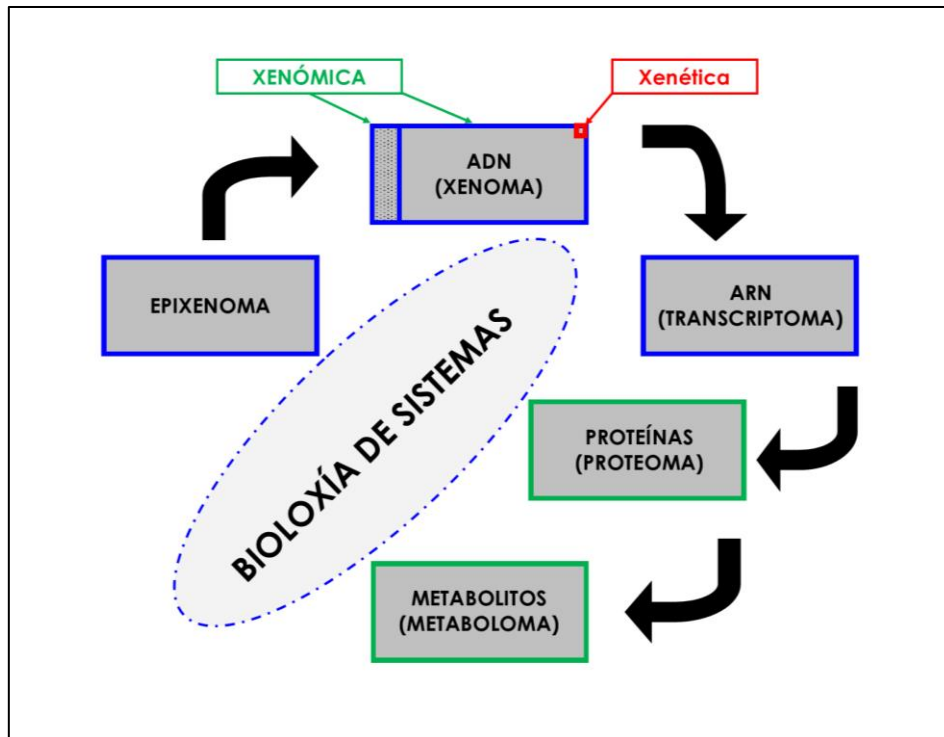 XENÓMICA
Xenética
ADN
(XENOMA)
EPIXENOMA
ARN
(TRANSCRIPTOMA)
BIOLOXÍA DE SISTEMAS
PROTEÍNAS
(PROTEOMA)
METABOLITOS
(METABOLOMA)